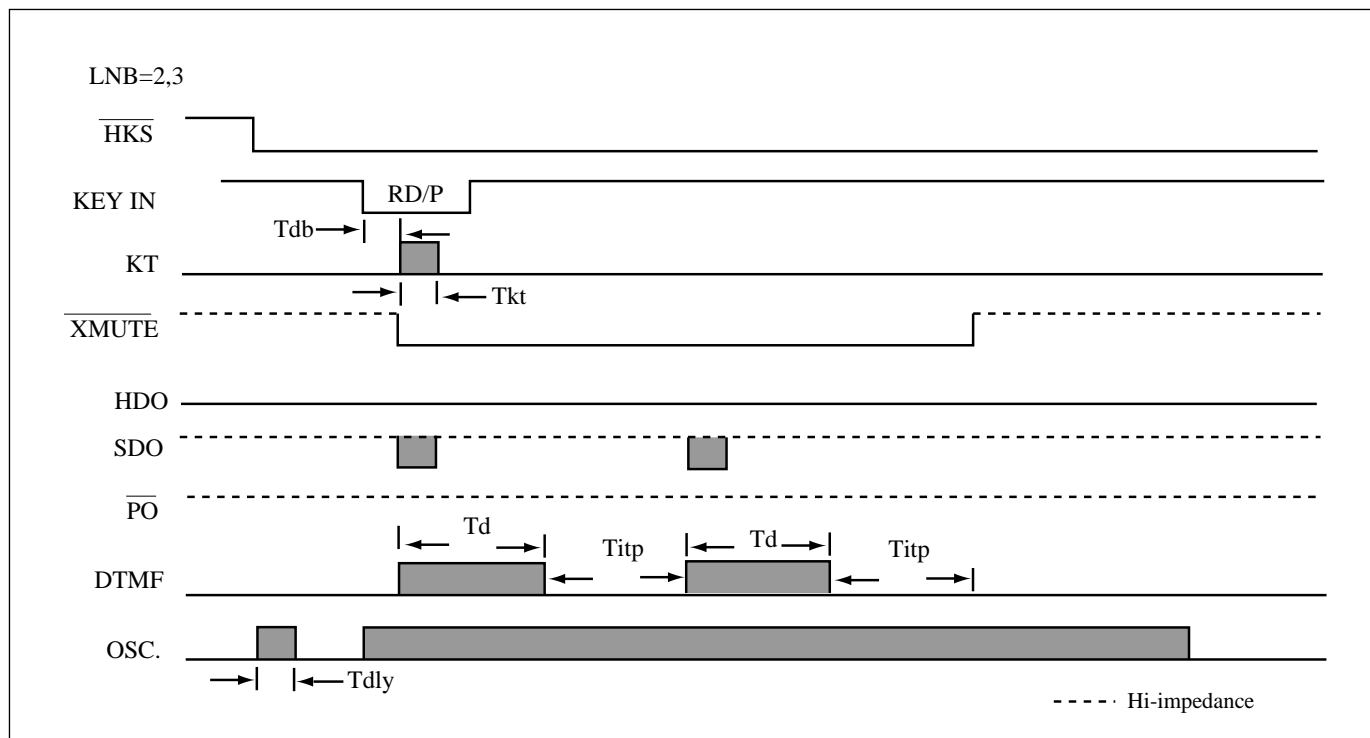 LNB=2,3
HKS
KEY IN
RD/P
Tdb
KT
Tkt
XMUTE
HDO
SDO
PO
Td
Titp
Td
Titp
DTMF
OSC.
Tdly
Hi-impedance